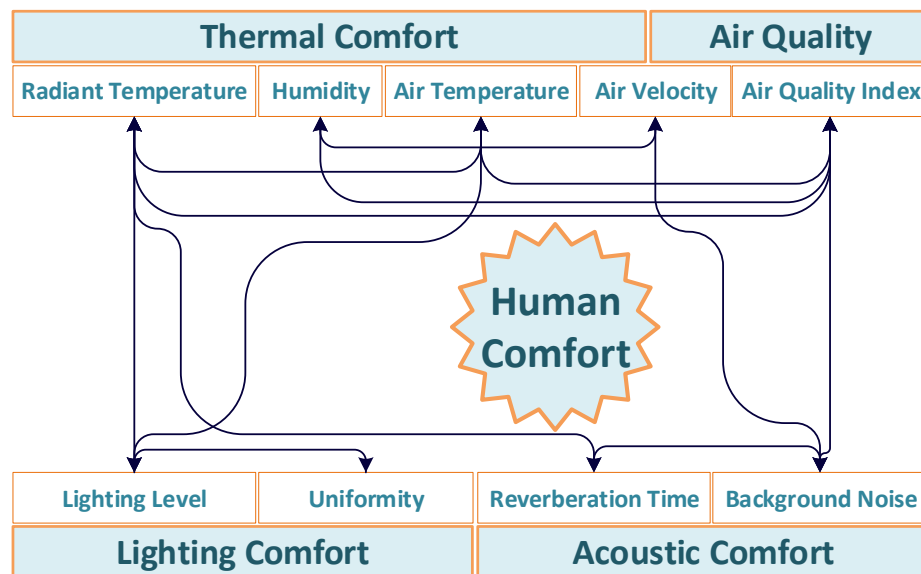 Thermal Comfort
Air Quality
Radiant Temperature
Humidity
Air Temperature
Air Velocity
Air Quality Index
Human
Comfort
Lighting Level
Uniformity
Reverberation Time
Background Noise
Lighting Comfort
Acoustic Comfort